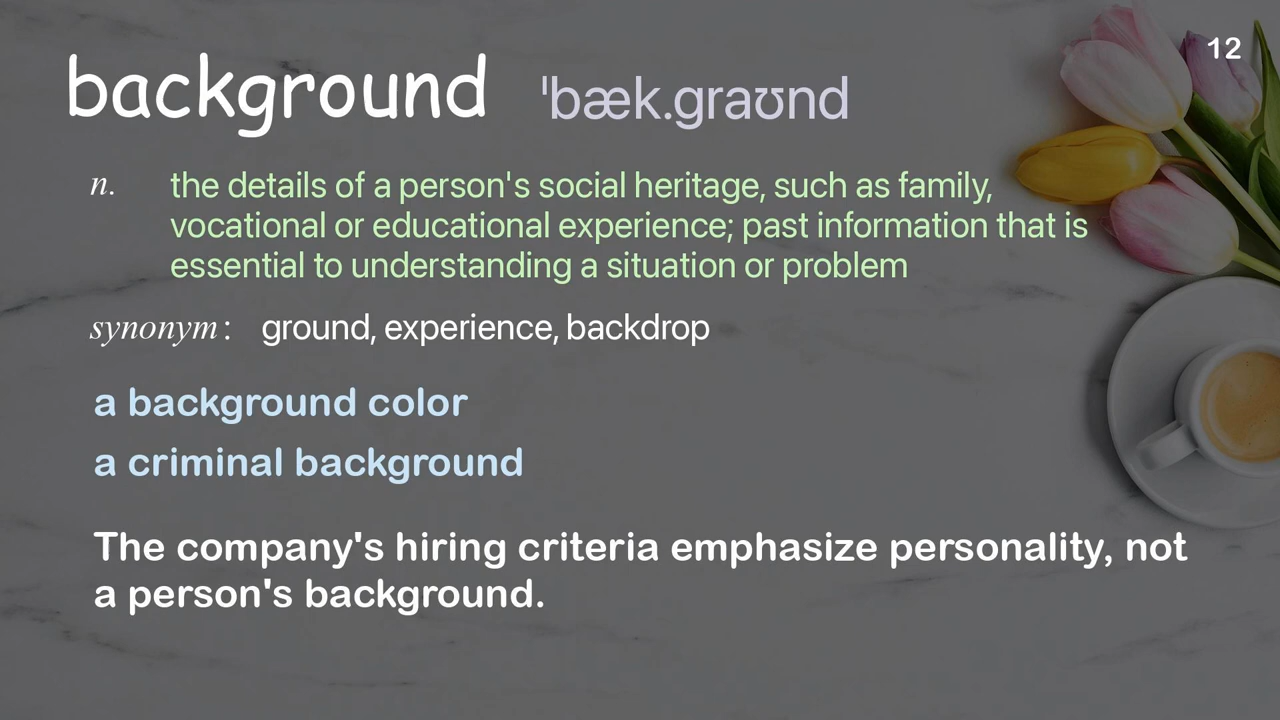 12
background ˈbæk.graʊnd
n. the details of a person's social heritage, such as family,
vocational or educational experience; past information that is
essential to understanding a situation or problem
synonym: ground, experience, backdrop
a background color
a criminal background
The company's hiring criteria emphasize personality, not
a person's background.